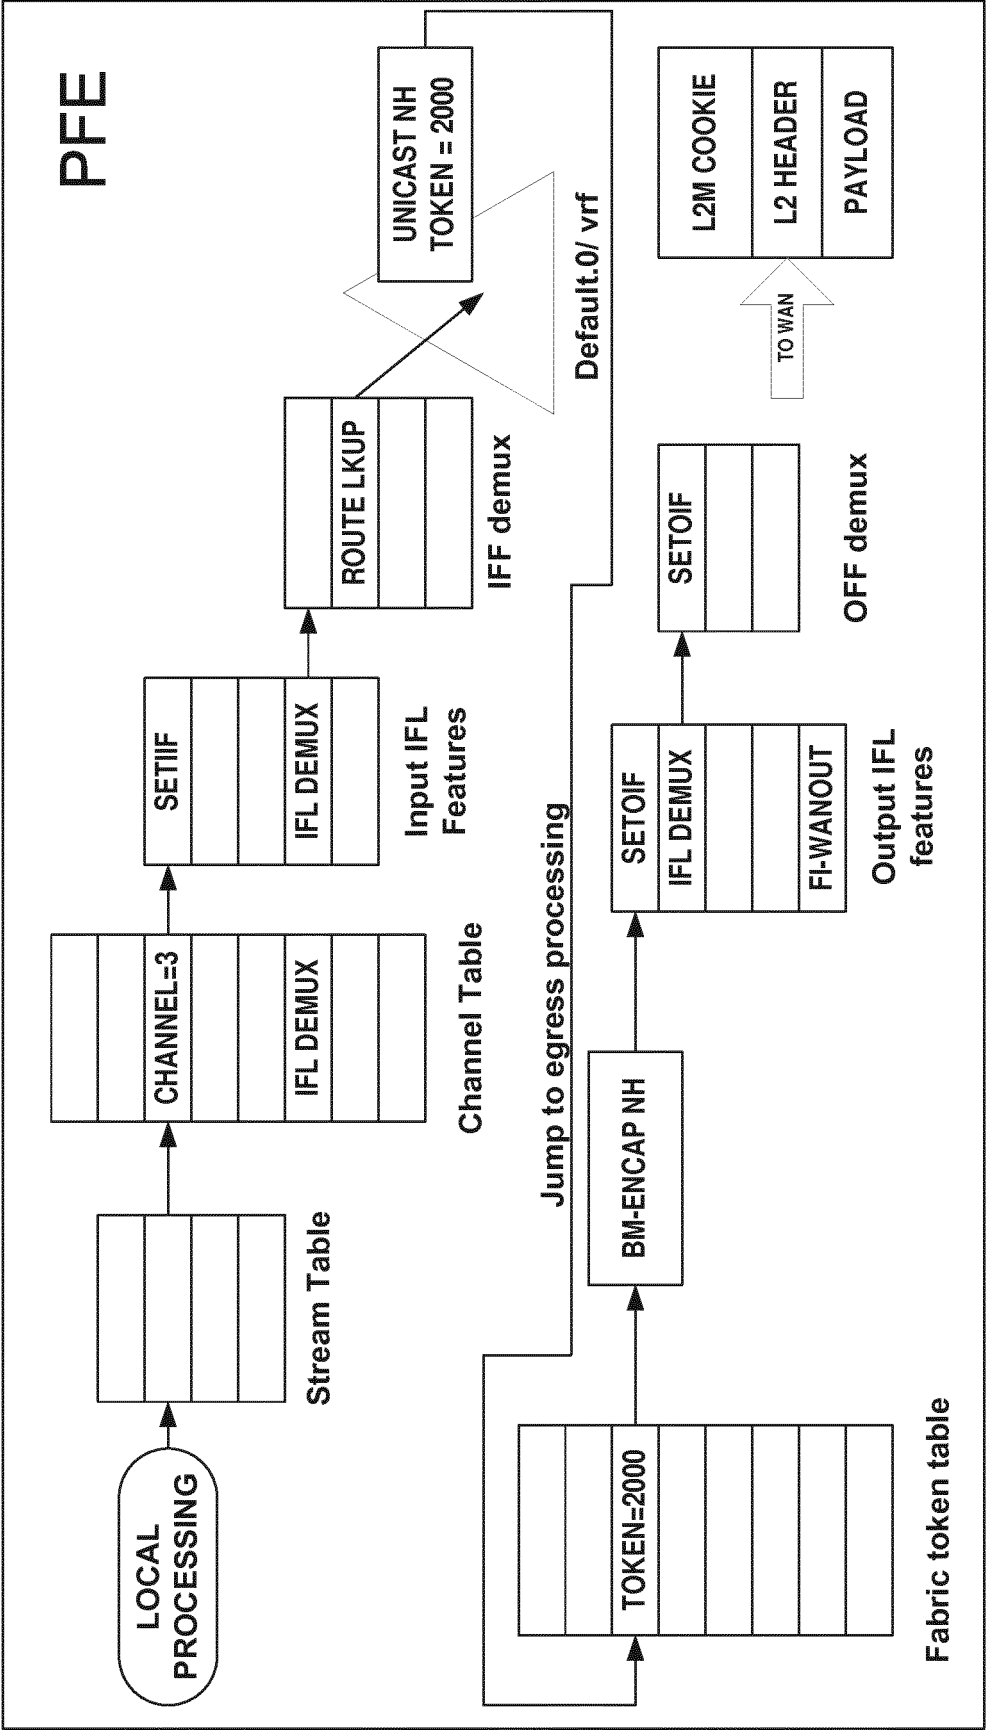 PFE
LOCAL
PROCESSING
Stream Table
CHANNEL=3
IFL DEMUX
Channel Table
SETIIF
IFL DEMUX
Input IFL
Features
ROUTE LKUP
IFF demux
UNICAST NH
TOKEN = 2000
Default.0/ vrf
Jump to egress processing
TOKEN=2000
Fabric token table
BM-ENCAP NH
SETOIF
IFL DEMUX
FI-WANOUT
Output IFL
features
SETOIF
OFF demux
TO WAN
L2M COOKIE
L2 HEADER
PAYLOAD